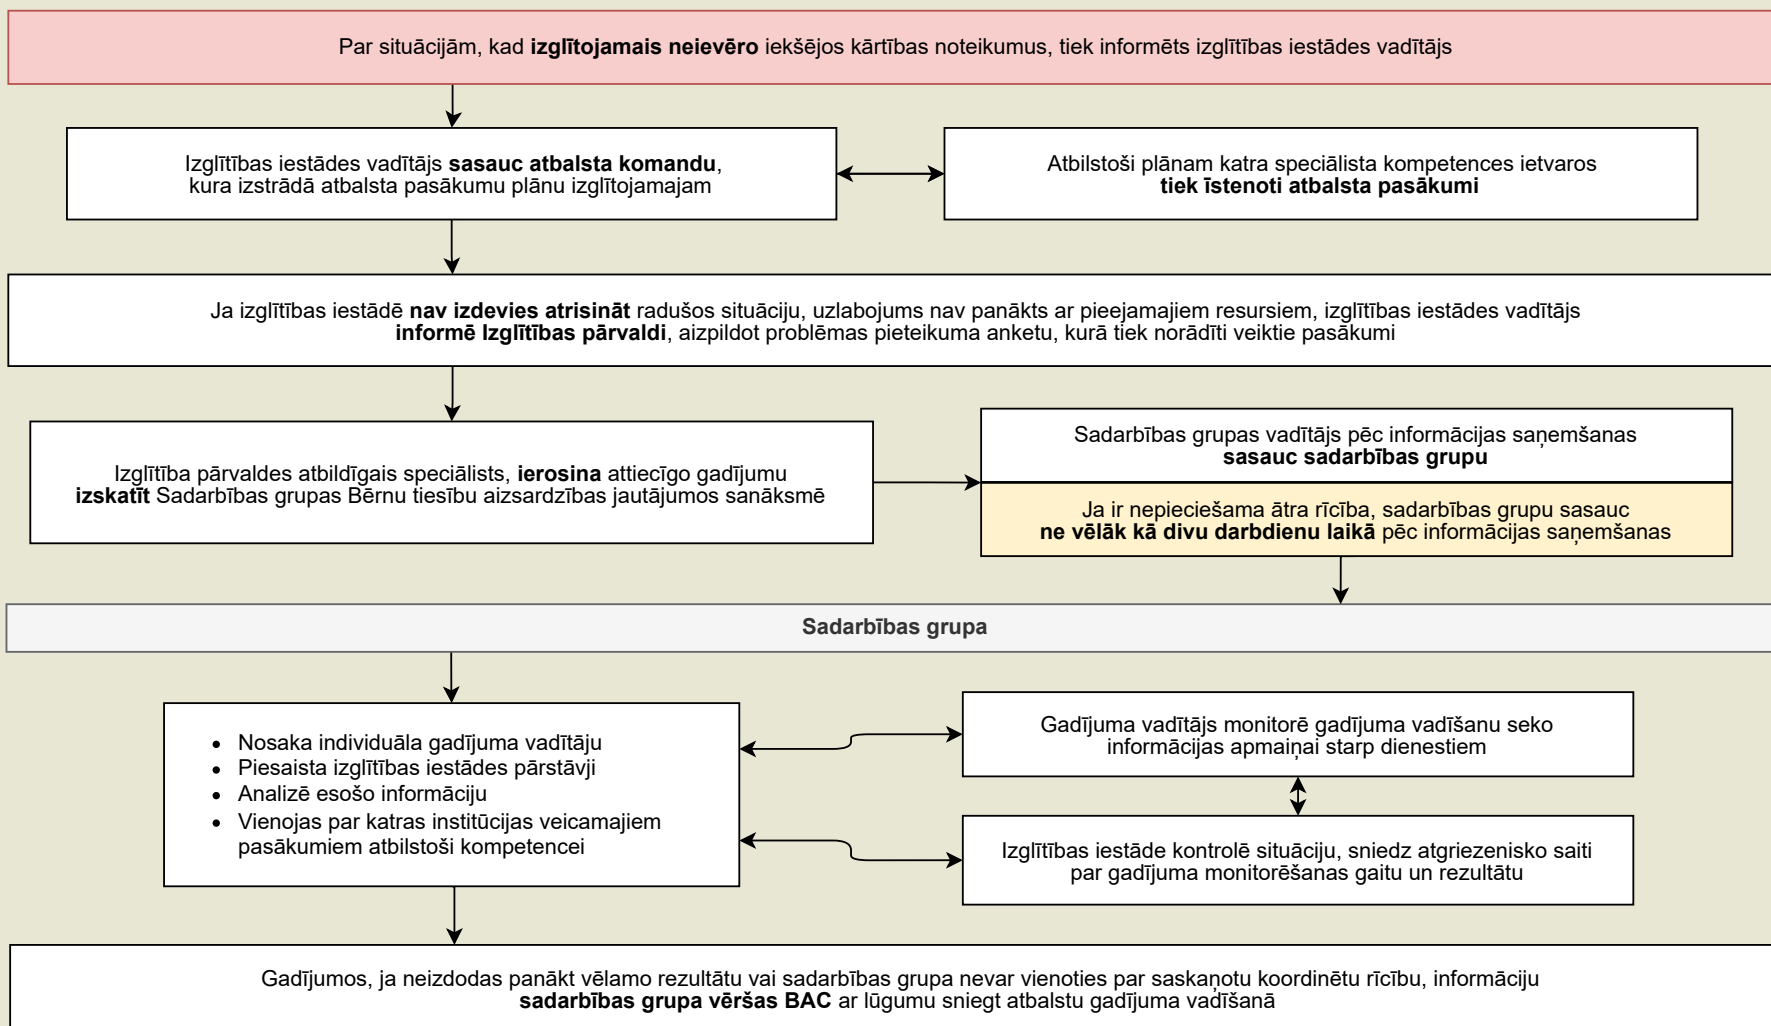 Par situācijām, kad izglītojamais neievēro iekšējos kārtības noteikumus, tiek informēts izglītības iestādes vadītājs
Izglītības iestādes vadītājs sasauc atbalsta komandu,
kura izstrādā atbalsta pasākumu plānu izglītojamajam
Atbilstoši plānam katra speciālista kompetences ietvaros
tiek īstenoti atbalsta pasākumi
Ja izglītības iestādē nav izdevies atrisināt radušos situāciju, uzlabojums nav panākts ar pieejamajiem resursiem, izglītības iestādes vadītājs
informē Izglītības pārvaldi, aizpildot problēmas pieteikuma anketu, kurā tiek norādīti veiktie pasākumi
Izglītība pārvaldes atbildīgais speciālists, ierosina attiecīgo gadījumu
izskatīt Sadarbības grupas Bērnu tiesību aizsardzības jautājumos sanāksmē
Sadarbības grupas vadītājs pēc informācijas saņemšanas
sasauc sadarbības grupu
Ja ir nepieciešama ātra rīcība, sadarbības grupu sasauc
ne vēlāk kā divu darbdienu laikā pēc informācijas saņemšanas
Sadarbības grupa
• Nosaka individuāla gadījuma vadītāju
• Piesaista izglītības iestādes pārstāvji
• Analizē esošo informāciju
• Vienojas par katras institūcijas veicamajiem
pasākumiem atbilstoši kompetencei
Gadījuma vadītājs monitorē gadījuma vadīšanu seko
informācijas apmaiņai starp dienestiem
Izglītības iestāde kontrolē situāciju, sniedz atgriezenisko saiti
par gadījuma monitorēšanas gaitu un rezultātu
Gadījumos, ja neizdodas panākt vēlamo rezultātu vai sadarbības grupa nevar vienoties par saskaņotu koordinētu rīcību, informāciju
sadarbības grupa vēršas BAC ar lūgumu sniegt atbalstu gadījuma vadīšanā